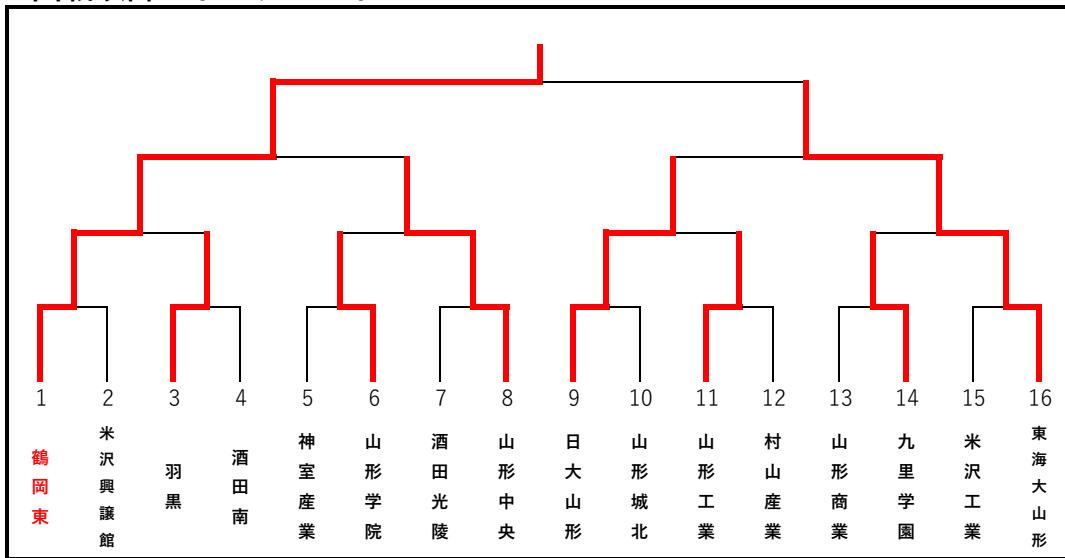 1 2 3 4 5 6 7 8 9 10 11 12 13 14 15 16
鶴岡東
米沢興譲館
羽黒
酒田南
神室産業
山形学院
酒田光陵
山形中央
日大山形
山形城北
山形工業
村山産業
山形商業
九里学園
米沢工業
東海大山形